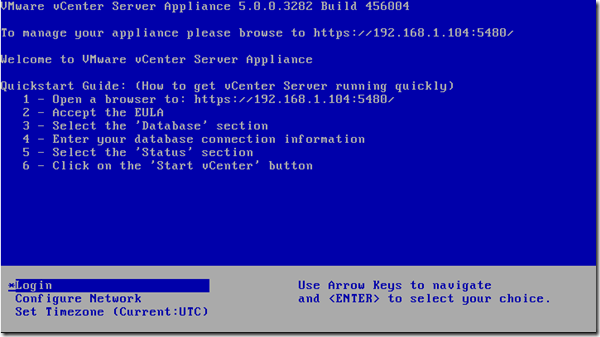 VMware vCenter Server Appliance 5.0.0.3282 Build 456004
To manage your appliance please browse to https://192.168.1.104:5480/
Welcome to VMware vCenter Server Appliance
Quickstart Guide: (How to get vCenter Server running quickly)
1 - Open a browser to: https://192.168.1.104:5480/
2 - Accept the EULA
3 - Select the 'Database' section
4 - Enter your database connection information
5 - Select the 'Status' section
6 - Click on the 'Start vCenter' button
*Login
Use Arrow Keys to navigate
Configure Network
and <ENTER> to select your choice.
Set Timezone (Current:UTC)